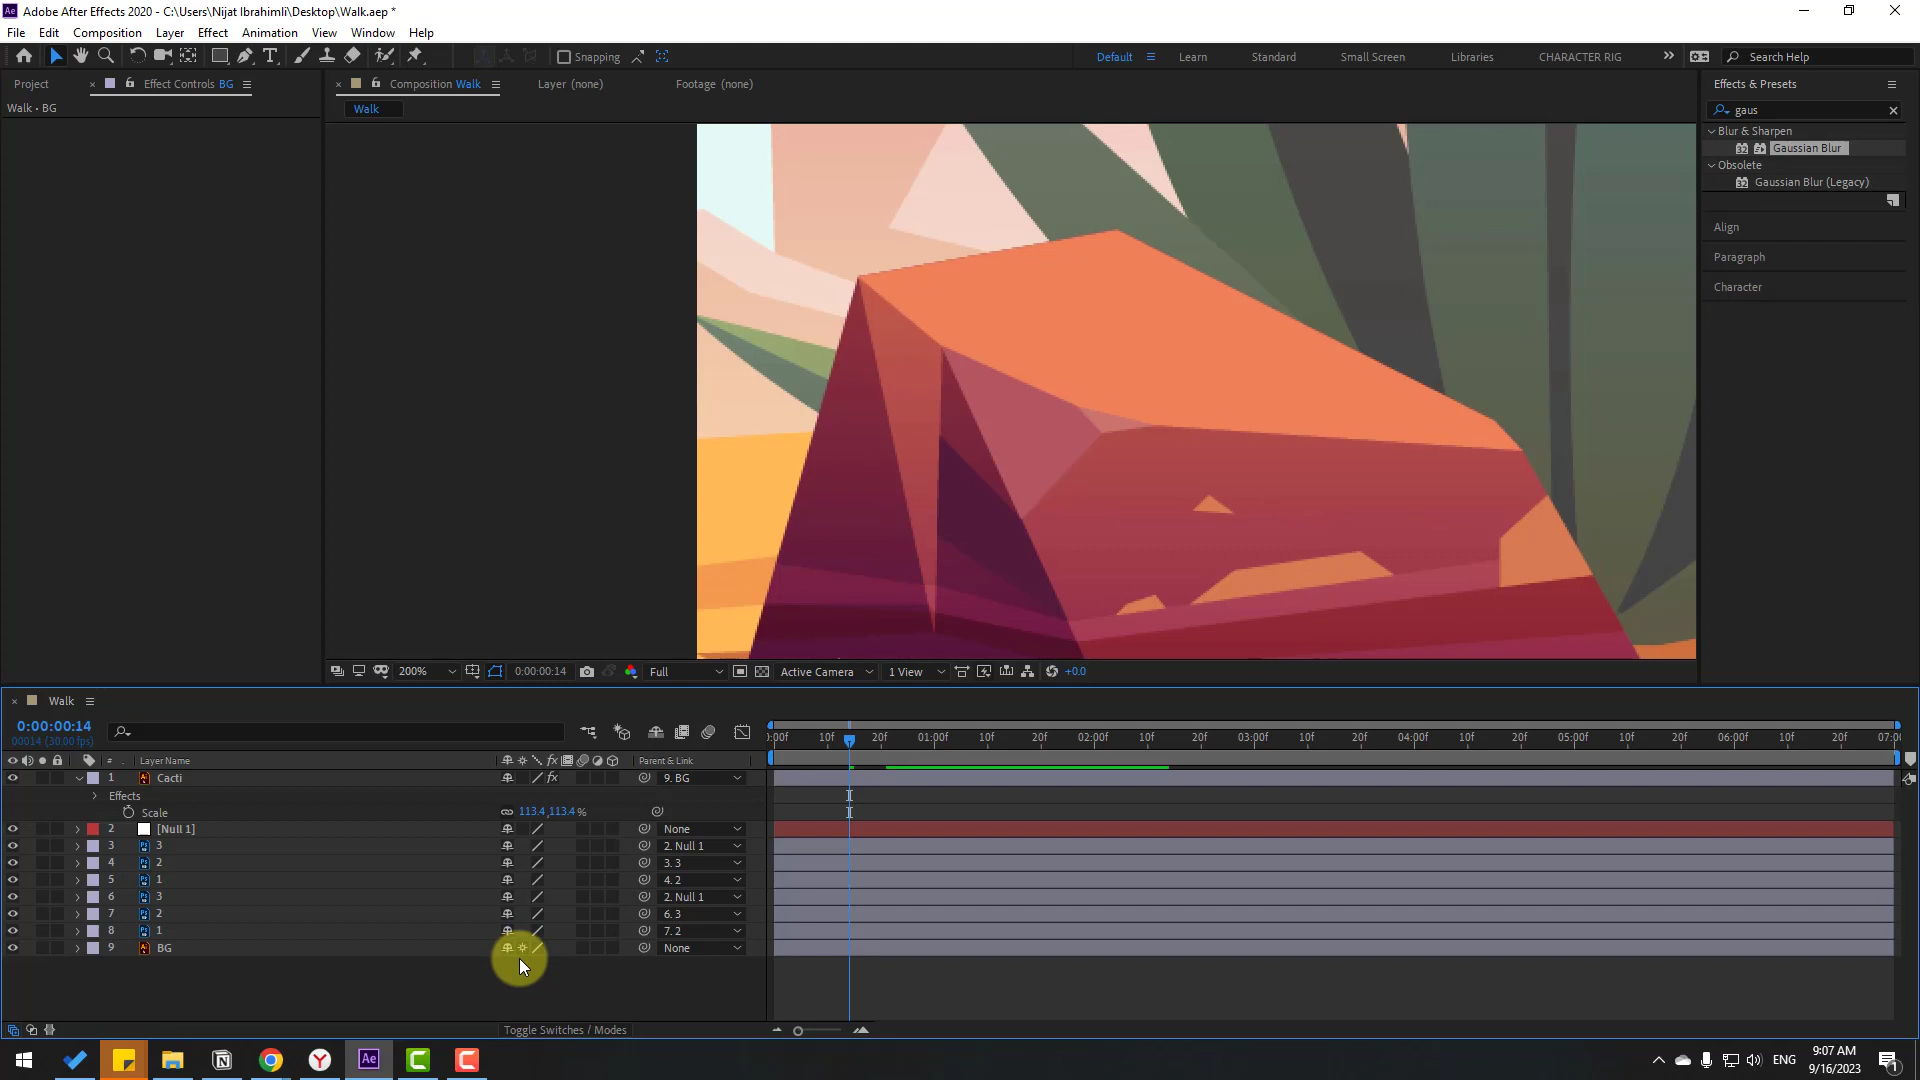 Adobe After Effects 2020 - C:\Users\Nijat Ibrahimli\Desktop\Walk.aep *
File Edit Composition Layer Effect Animation View Window Help
Snapping
Default Learn Standard Small Screen Libraries CHARACTER RIG Search Help
Project Effect Controls BG Composition Walk Layer (none) Footage (none) Effects & Presets
Walk • BG
Walk
gaus
Blur & Sharpen
Gaussian Blur
Obsolete
Gaussian Blur (Legacy)
Align
Paragraph
Character
200% 0:00:00:14 Full Active Camera 1 View +0.0
Walk
0:00:00:14
00014 (30.00 fps)
:00f 10f 20f 01:00f 10f 20f 02:00f 10f 20f 03:00f 10f 20f 04:00f 10f 20f 05:00f 10f 20f 06:00f 10f 20f 07:00
# Layer Name Parent & Link
1 Cacti 9. BG
Effects
Scale 113.4,113.4 %
2 [Null 1] None
3 3 2. Null 1
4 2 3. 3
5 1 4. 2
6 3 2. Null 1
7 2 6. 3
8 1 7. 2
9 BG None
Toggle Switches / Modes
ENG
9:07 AM
9/16/2023